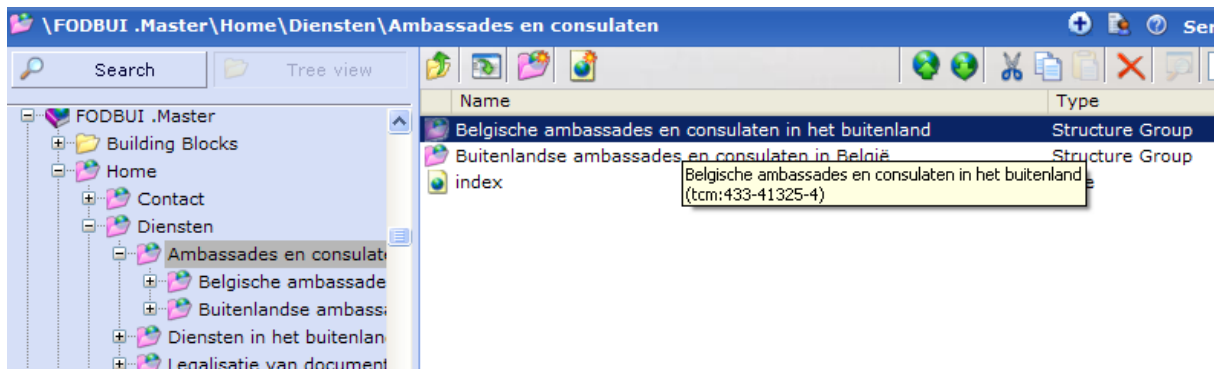 \FODBUI .Master\Home\Diensten\Ambassades en consulaten
Ser
Search
Tree view
Name
Type
FODBUI .Master
Building Blocks
Home
Contact
Diensten
Ambassades en consulat
Belgische ambassade
Buitenlandse ambass
Diensten in het buitenlan
Legalisatie van document
Belgische ambassades en consulaten in het buitenland
Structure Group
Buitenlandse ambassades en consulaten in België
Structure Group
index
Belgische ambassades en consulaten in het buitenland
(tcm:433-41325-4)